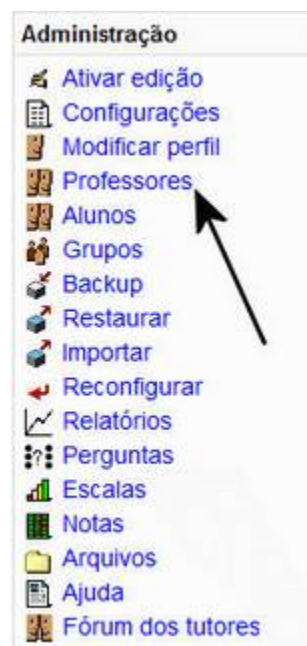 Administração
Ativar edição
Configurações
Modificar perfil
Professores
Alunos
Grupos
Backup
Restaurar
Importar
Reconfigurar
Relatórios
Perguntas
Escalas
Notas
Arquivos
Ajuda
Fórum dos tutores